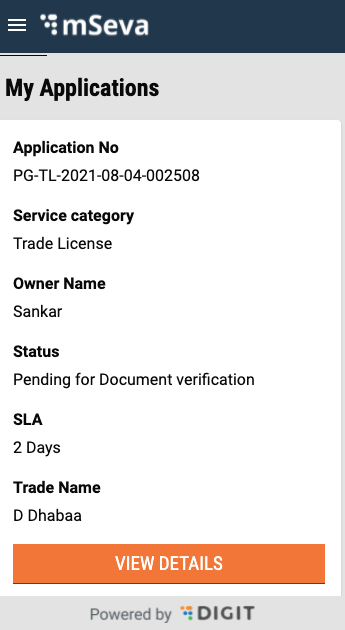 mSeva
My Applications
Application No
PG-TL-2021-08-04-002508
Service category
Trade License
Owner Name
Sankar
Status
Pending for Document verification
SLA
2 Days
Trade Name
D Dhabaa
VIEW DETAILS
Powered by DIGIT